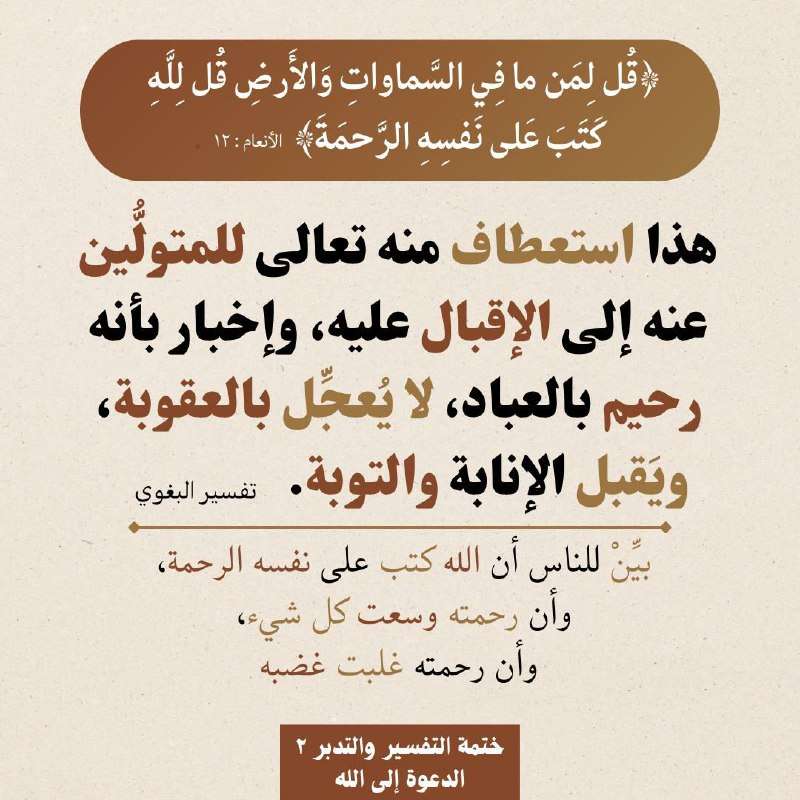 ﴿قُل لِمَن ما فِي السَّماواتِ وَالأَرضِ قُل لِلَّهِ
كَتَبَ عَلى نَفسِهِ الرَّحمَةَ﴾ الأنعام : ١٢
هذا استعطاف منه تعالى للمتولِّين
عنه إلى الإقبال عليه، وإخبار بأنه
رحيم بالعباد، لا يُعجِّل بالعقوبة،
ويَقبل الإنابة والتوبة. تفسير البغوي
بيِّنْ للناس أن الله كتب على نفسه الرحمة،
وأن رحمته وسعت كل شيء،
وأن رحمته غلبت غضبه
ختمة التفسير والتدبر ٢
الدعوة إلى الله